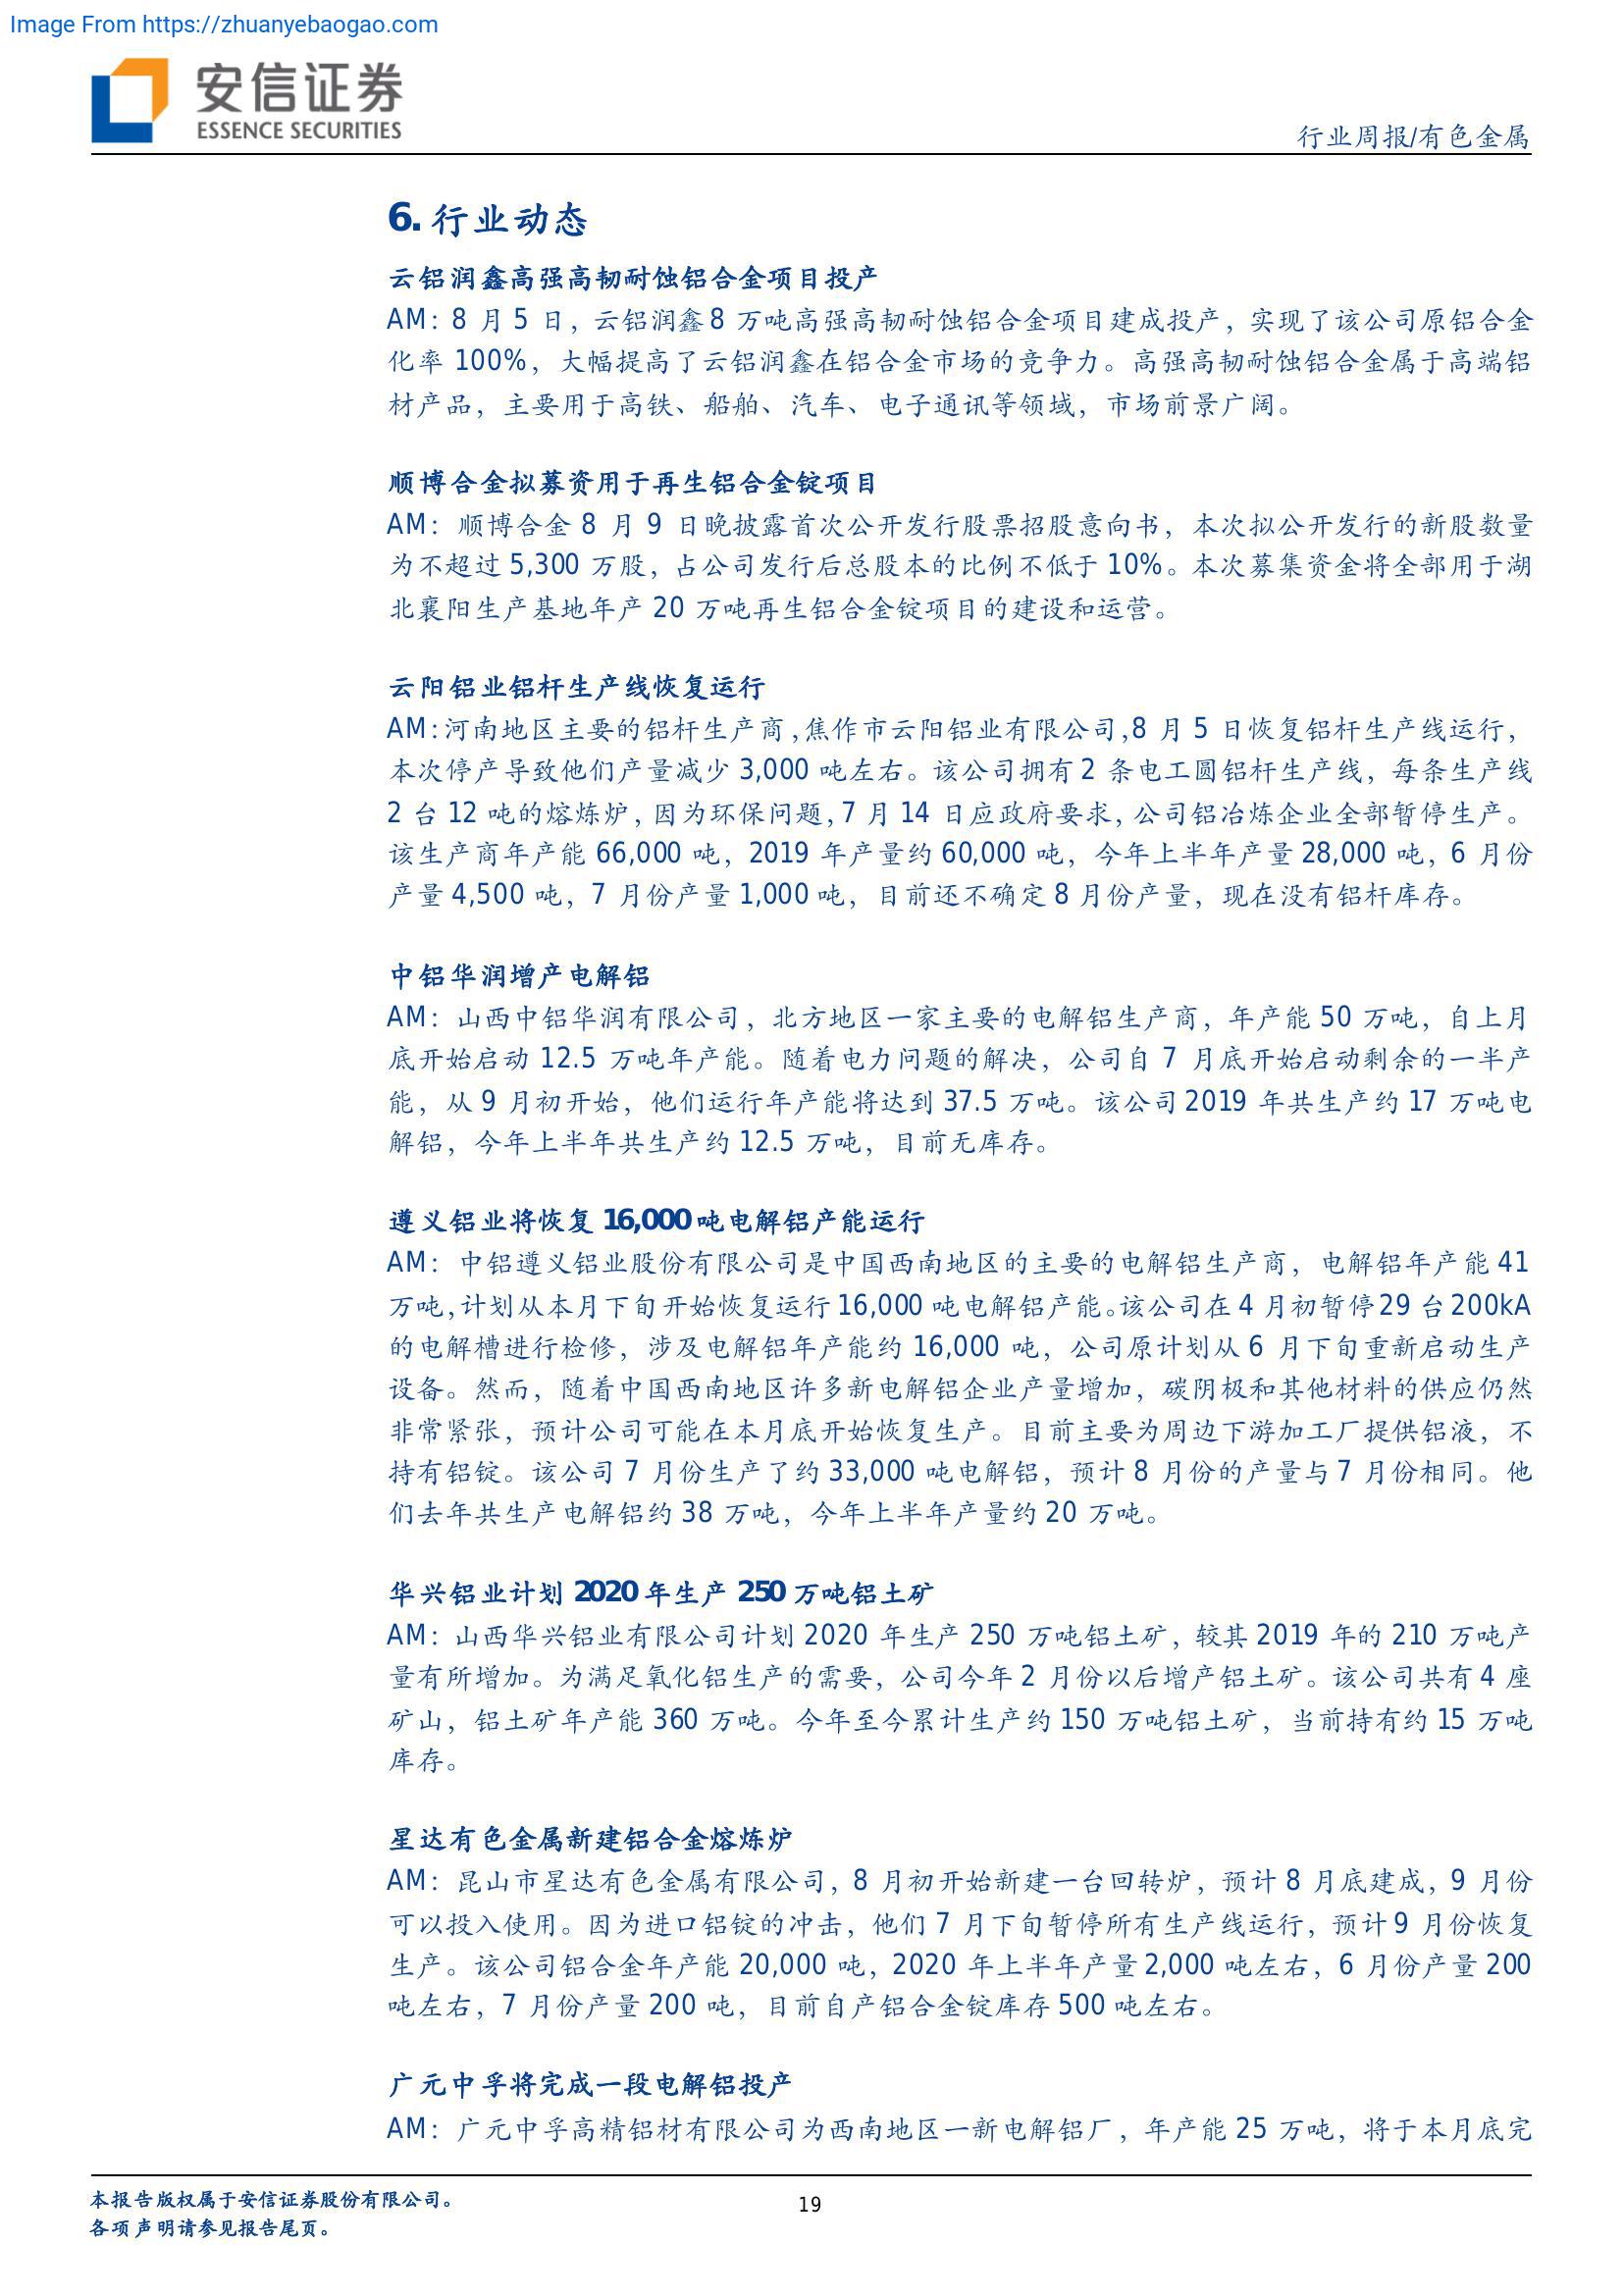 Image From https://zhuanyebaogao.com
安信证券
ESSENCE SECURITIES
行业周报/有色金属
6. 行业动态
云铝润鑫高强高韧耐蚀铝合金项目投产
AM：8 月 5 日，云铝润鑫 8 万吨高强高韧耐蚀铝合金项目建成投产，实现了该公司原铝合金
化率 100%，大幅提高了云铝润鑫在铝合金市场的竞争力。高强高韧耐蚀铝合金属于高端铝
材产品，主要用于高铁、船舶、汽车、电子通讯等领域，市场前景广阔。
顺博合金拟募资用于再生铝合金锭项目
AM：顺博合金 8 月 9 日晚披露首次公开发行股票招股意向书，本次拟公开发行的新股数量
为不超过 5,300 万股，占公司发行后总股本的比例不低于 10%。本次募集资金将全部用于湖
北襄阳生产基地年产 20 万吨再生铝合金锭项目的建设和运营。
云阳铝业铝杆生产线恢复运行
AM：河南地区主要的铝杆生产商，焦作市云阳铝业有限公司，8 月 5 日恢复铝杆生产线运行，
本次停产导致他们产量减少 3,000 吨左右。该公司拥有 2 条电工圆铝杆生产线，每条生产线
2 台 12 吨的熔炼炉，因为环保问题，7 月 14 日应政府要求，公司铝冶炼企业全部暂停生产。
该生产商年产能 66,000 吨，2019 年产量约 60,000 吨，今年上半年产量 28,000 吨，6 月份
产量 4,500 吨，7 月份产量 1,000 吨，目前还不确定 8 月份产量，现在没有铝杆库存。
中铝华润增产电解铝
AM：山西中铝华润有限公司，北方地区一家主要的电解铝生产商，年产能 50 万吨，自上月
底开始启动 12.5 万吨年产能。随着电力问题的解决，公司自 7 月底开始启动剩余的一半产
能，从 9 月初开始，他们运行年产能将达到 37.5 万吨。该公司 2019 年共生产约 17 万吨电
解铝，今年上半年共生产约 12.5 万吨，目前无库存。
遵义铝业将恢复 16,000 吨电解铝产能运行
AM：中铝遵义铝业股份有限公司是中国西南地区的主要的电解铝生产商，电解铝年产能 41
万吨，计划从本月下旬开始恢复运行 16,000 吨电解铝产能。该公司在 4 月初暂停 29 台 200kA
的电解槽进行检修，涉及电解铝年产能约 16,000 吨，公司原计划从 6 月下旬重新启动生产
设备。然而，随着中国西南地区许多新电解铝企业产量增加，碳阴极和其他材料的供应仍然
非常紧张，预计公司可能在本月底开始恢复生产。目前主要为周边下游加工厂提供铝液，不
持有铝锭。该公司 7 月份生产了约 33,000 吨电解铝，预计 8 月份的产量与 7 月份相同。他
们去年共生产电解铝约 38 万吨，今年上半年产量约 20 万吨。
华兴铝业计划 2020 年生产 250 万吨铝土矿
AM：山西华兴铝业有限公司计划 2020 年生产 250 万吨铝土矿，较其 2019 年的 210 万吨产
量有所增加。为满足氧化铝生产的需要，公司今年 2 月份以后增产铝土矿。该公司共有 4 座
矿山，铝土矿年产能 360 万吨。今年至今累计生产约 150 万吨铝土矿，当前持有约 15 万吨
库存。
星达有色金属新建铝合金熔炼炉
AM：昆山市星达有色金属有限公司，8 月初开始新建一台回转炉，预计 8 月底建成，9 月份
可以投入使用。因为进口铝锭的冲击，他们 7 月下旬暂停所有生产线运行，预计 9 月份恢复
生产。该公司铝合金年产能 20,000 吨，2020 年上半年产量 2,000 吨左右，6 月份产量 200
吨左右，7 月份产量 200 吨，目前自产铝合金锭库存 500 吨左右。
广元中孚将完成一段电解铝投产
AM：广元中孚高精铝材有限公司为西南地区一新电解铝厂，年产能 25 万吨，将于本月底完
本报告版权属于安信证券股份有限公司。
19
各项声明请参见报告尾页。